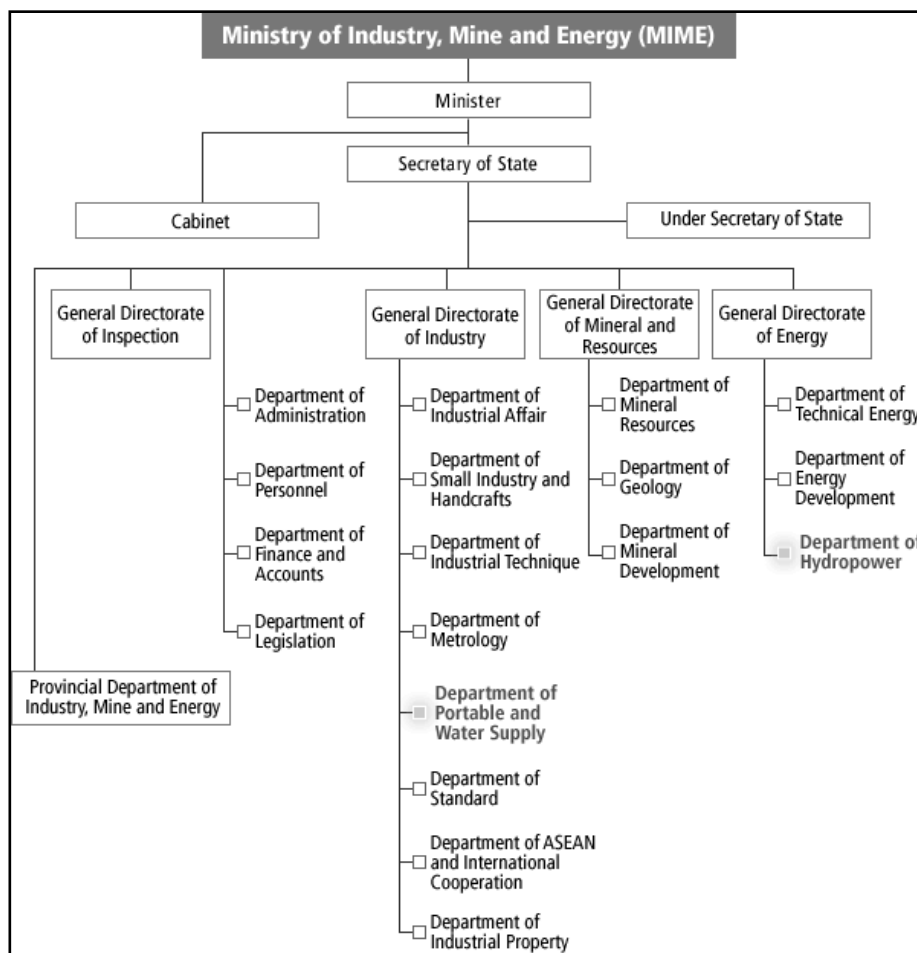 Ministry of Industry, Mine and Energy (MIME)
Minister
Secretary of State
Cabinet
Under Secretary of State
General Directorate
of Inspection
General Directorate
of Industry
General Directorate
of Mineral and
Resources
General Directorate
of Energy
Department of
Administration
Department of
Personnel
Department of
Finance and
Accounts
Department of
Legislation
Provincial Department of
Industry, Mine and Energy
Department of
Industrial Affair
Department of
Small Industry and
Handcrafts
Department of
Industrial Technique
Department of
Metrology
Department of
Portable and
Water Supply
Department of
Standard
Department of ASEAN
and International
Cooperation
Department of
Industrial Property
Department of
Mineral
Resources
Department of
Geology
Department of
Mineral
Development
Department of
Technical Energy
Department of
Energy
Development
Department of
Hydropower